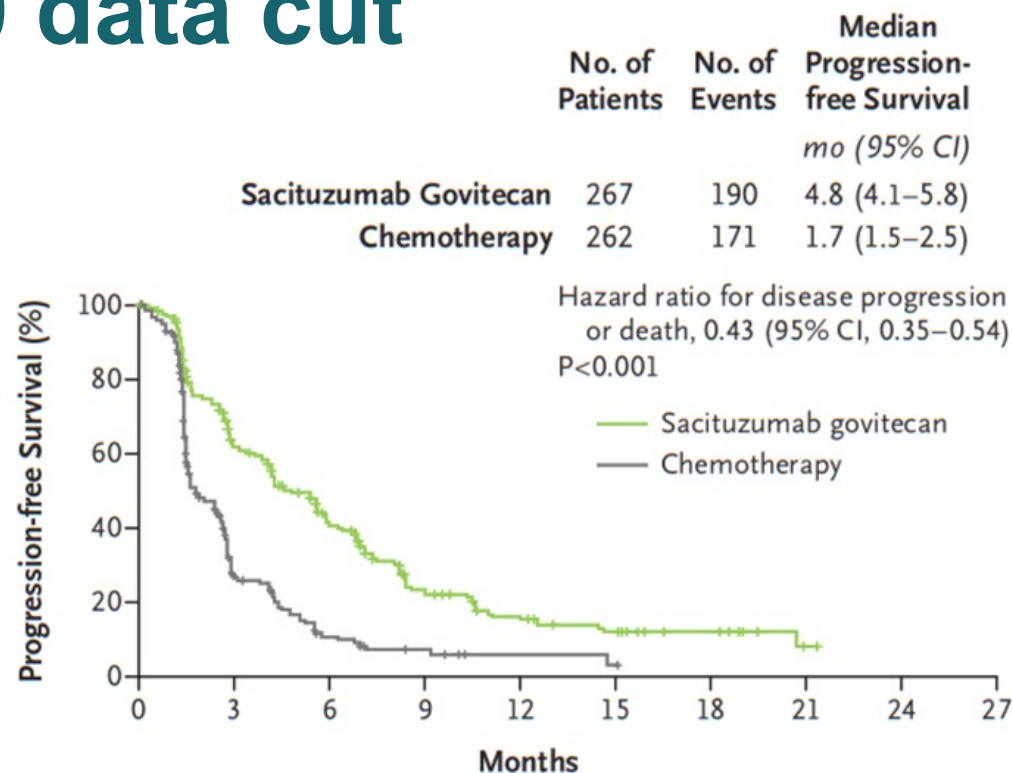 data cut
Median
No. of No. of Progression-
Patients Events free Survival
mo (95% CI)
Sacituzumab Govitecan 267 190 4.8 (4.1–5.8)
Chemotherapy 262 171 1.7 (1.5–2.5)
Hazard ratio for disease progression
or death, 0.43 (95% CI, 0.35–0.54)
P<0.001
Sacituzumab govitecan
Chemotherapy
Progression-free Survival (%)
100
80
60
40
20
0
0 3 6 9 12 15 18 21 24 27
Months